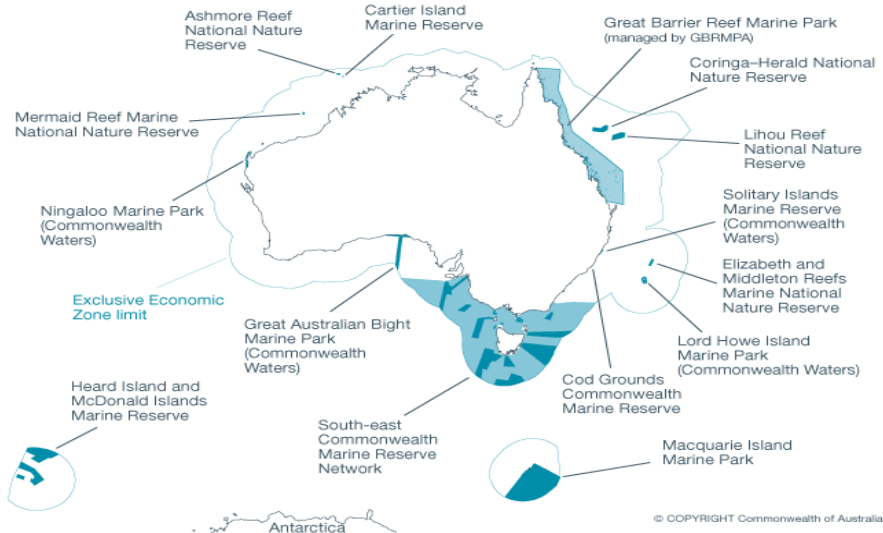 Ashmore Reef
National Nature
Reserve
Cartier Island
Marine Reserve
Great Barrier Reef Marine Park
(managed by GBRMPA)
Coringa–Herald National
Nature Reserve
Mermaid Reef Marine
National Nature Reserve
Lihou Reef
National Nature
Reserve
Ningaloo Marine Park
(Commonwealth
Waters)
Solitary Islands
Marine Reserve
(Commonwealth
Waters)
Elizabeth and
Middleton Reefs
Marine National
Nature Reserve
Exclusive Economic
Zone limit
Great Australian Bight
Marine Park
(Commonwealth
Waters)
Lord Howe Island
Marine Park
(Commonwealth Waters)
Cod Grounds
Commonwealth
Marine Reserve
Heard Island and
McDonald Islands
Marine Reserve
South-east
Commonwealth
Marine Reserve
Network
Macquarie Island
Marine Park
Antarctica
© COPYRIGHT Commonwealth of Australia